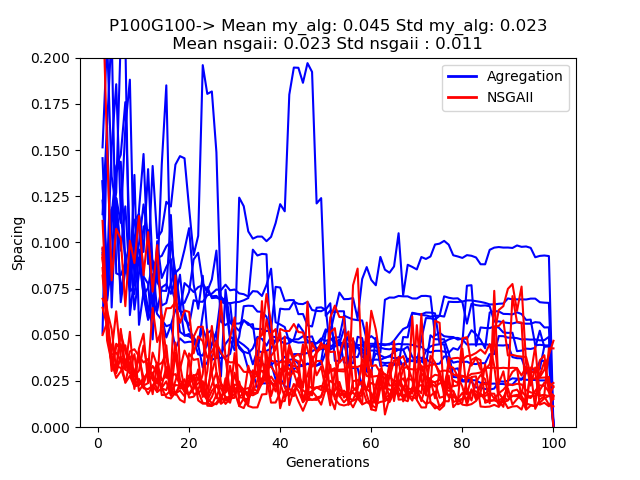 P100G100-> Mean my_alg: 0.045 Std my_alg: 0.023
Mean nsgaii: 0.023 Std nsgaii : 0.011
0.200
0.175
0.150
0.125
0.100
0.075
0.050
0.025
0.000
Spacing
Agregation
NSGAII
0
20
40
60
80
100
Generations